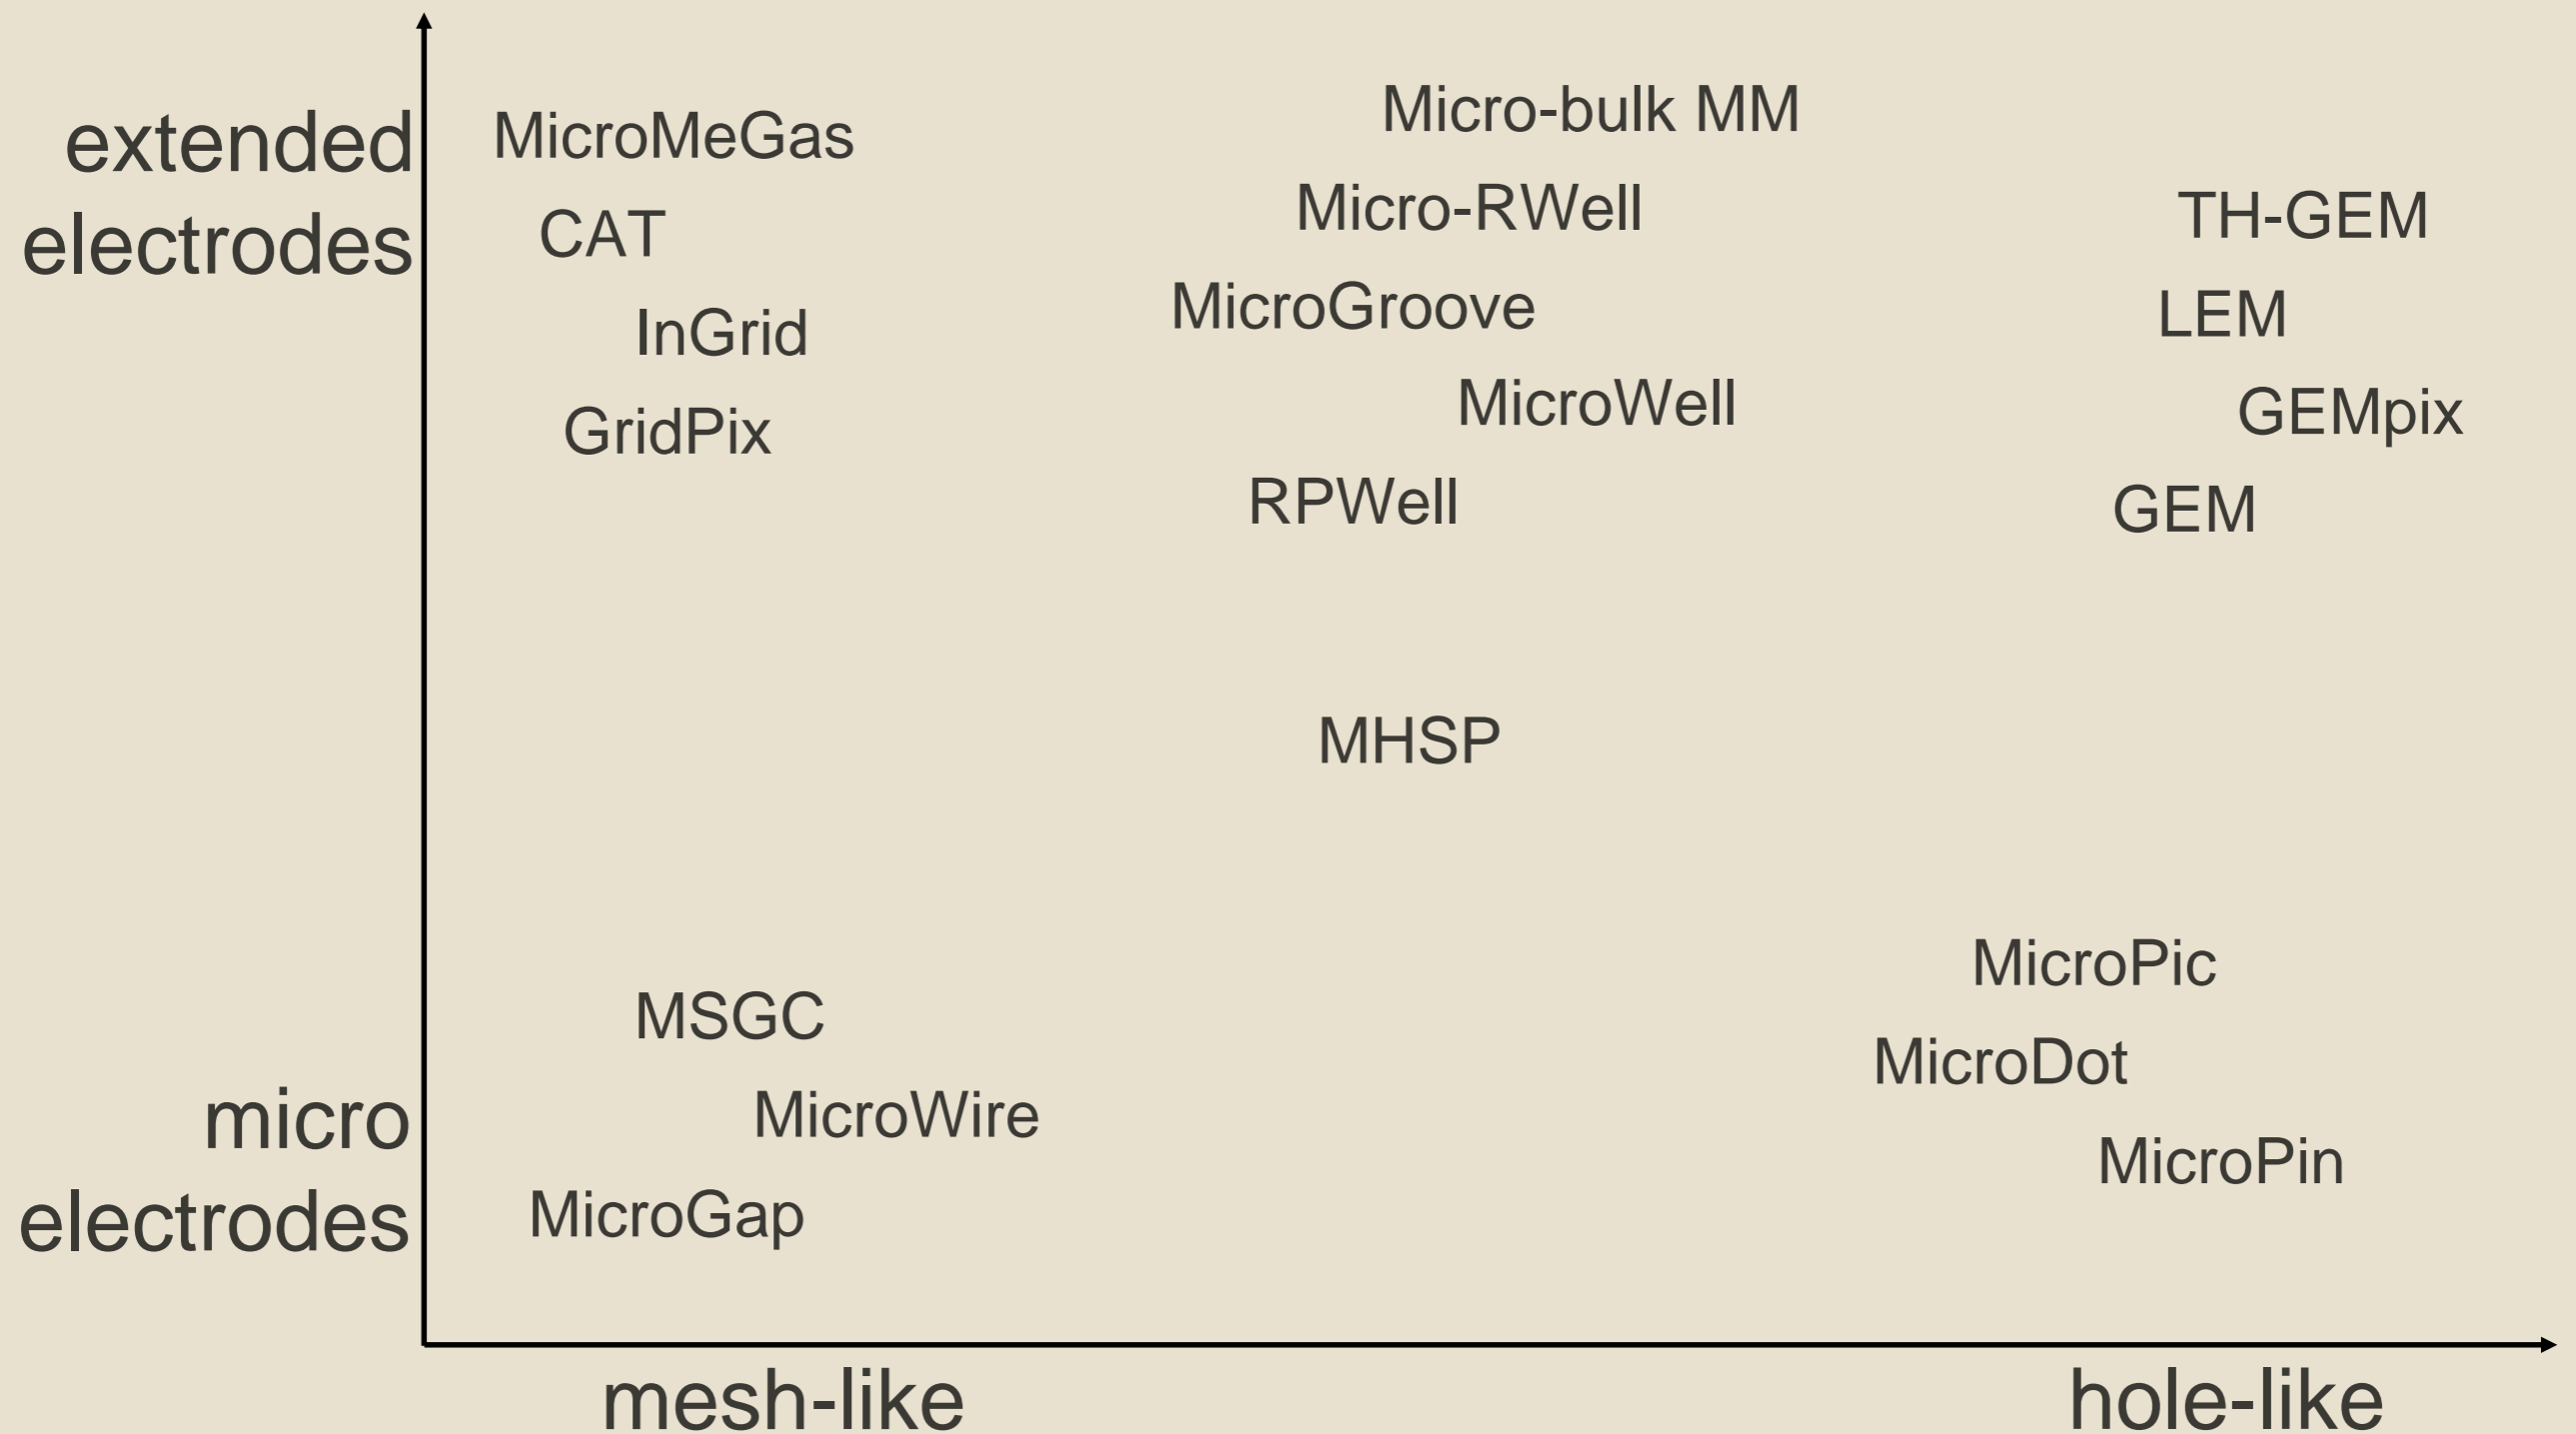 extended
electrodes
MicroMeGas
CAT
InGrid
GridPix
Micro-bulk MM
Micro-RWell
MicroGroove
MicroWell
RPWell
TH-GEM
LEM
GEMpix
GEM
MHSP
micro
electrodes
MSGC
MicroWire
MicroGap
MicroPic
MicroDot
MicroPin
mesh-like
hole-like